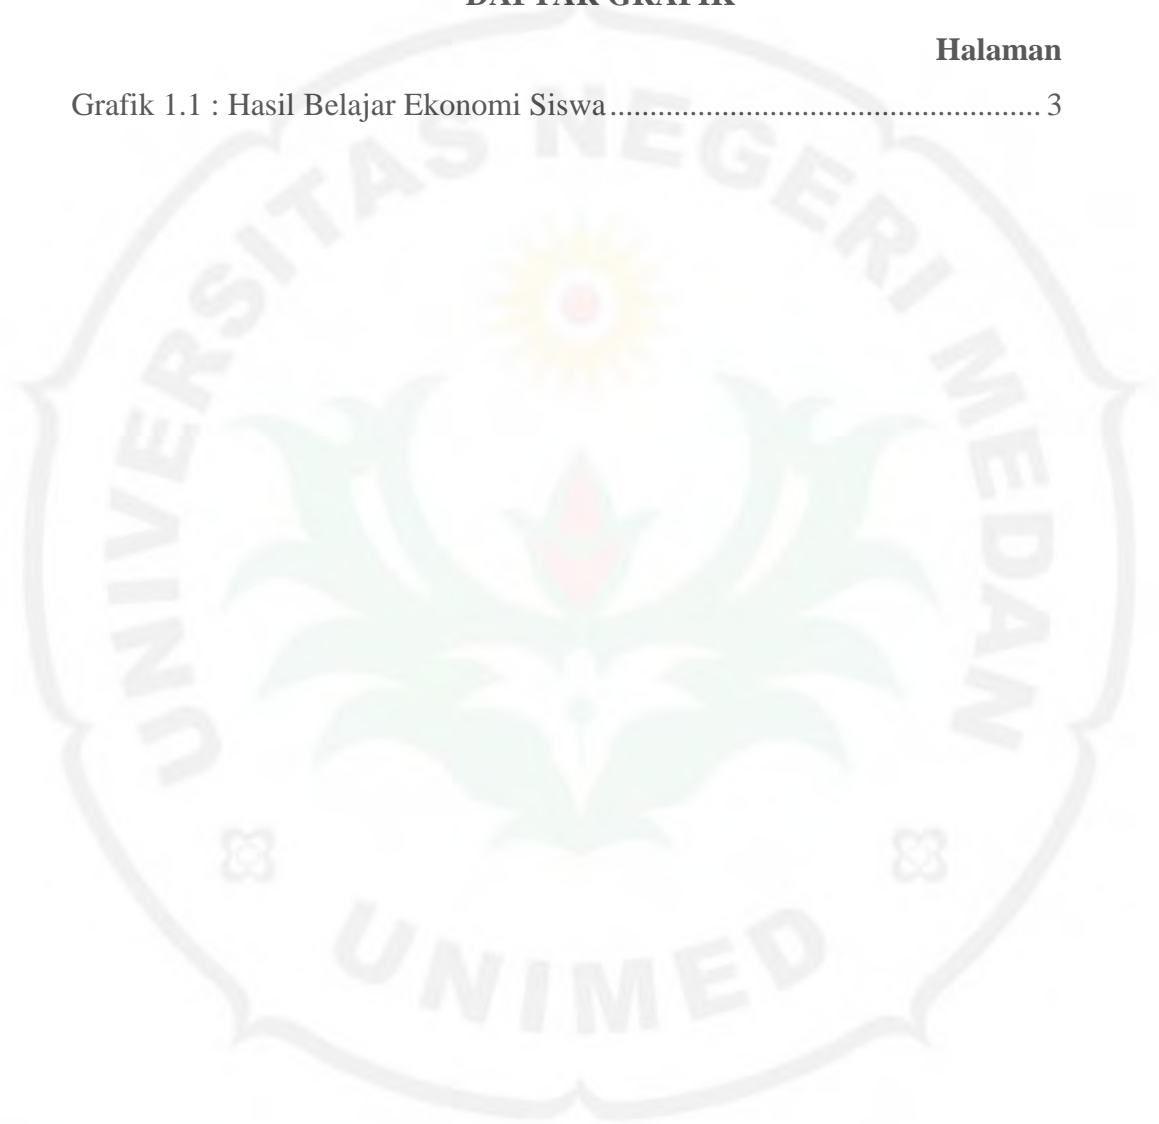 DAFTAR GRAFIK
Halaman
Grafik 1.1 : Hasil Belajar Ekonomi Siswa...................................................... 3
UNIVERSITAS NEGERI MEDAN
UNIMED